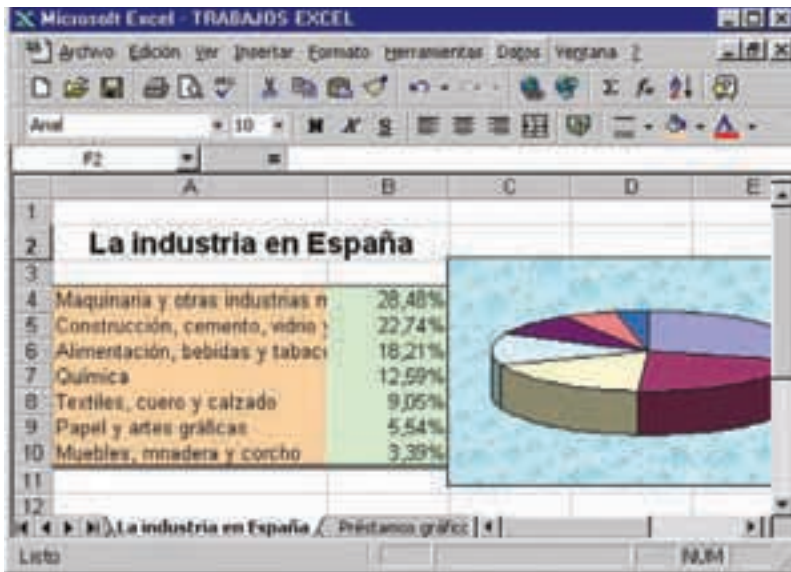 Microsoft Excel - TRABAJOS EXCEL
Archivo Edición Ver Insertar Formato Herramientas Datos Ventana ?
Arial 10 N K S
F2 =
A B C D E
1
2 La industria en España
3
4 Maquinaria y otras industrias m 28,48%
5 Construcción, cemento, vidrio y 22,74%
6 Alimentación, bebidas y tabaco 18,21%
7 Química 12,59%
8 Textiles, cuero y calzado 9,05%
9 Papel y artes gráficas 5,54%
10 Muebles, mnadera y corcho 3,39%
11
12
La industria en España Préstamos gráfic
Listo NUM